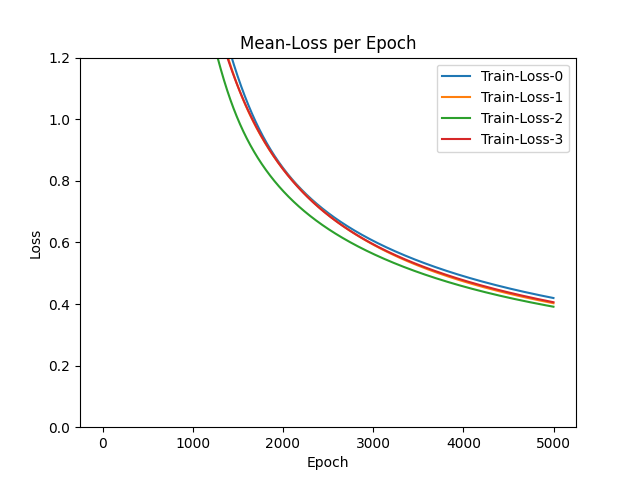 Mean-Loss per Epoch
Train-Loss-0
Train-Loss-1
Train-Loss-2
Train-Loss-3
Loss
1.2
1.0
0.8
0.6
0.4
0.2
0.0
0 1000 2000 3000 4000 5000
Epoch